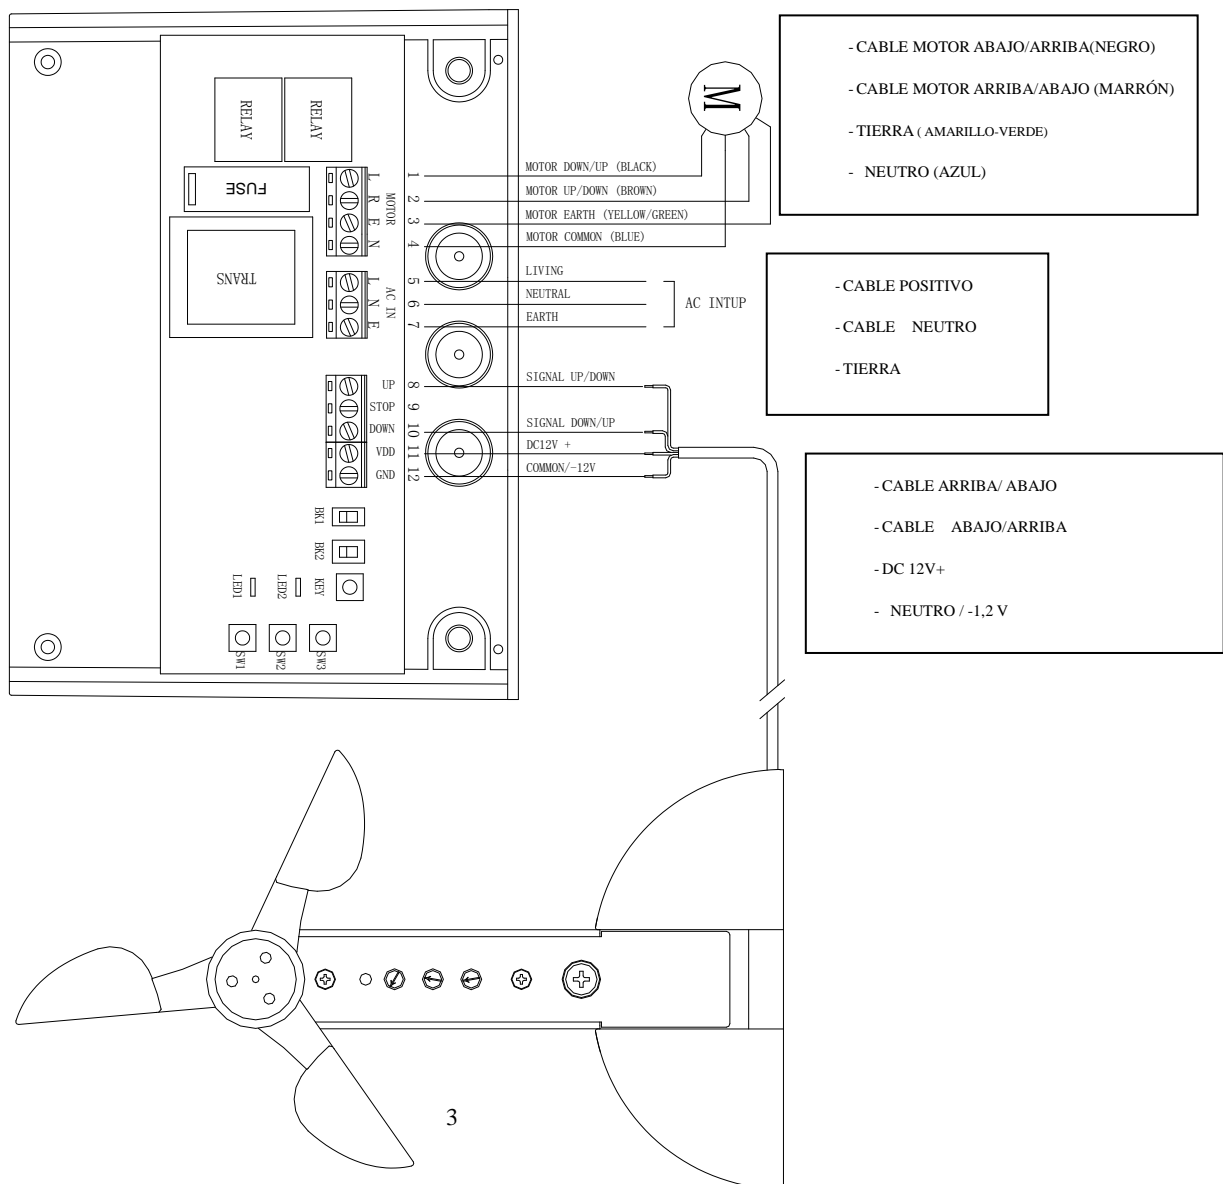 RELAY
RELAY
FUSE
TRANS
L
R
E
N
MOTOR
L
N
E
AC IN
UP
STOP
DOWN
VDD
GND
BK1
BK2
LED1
LED2
KEY
SW1
SW2
SW3
1
2
3
4
5
6
7
8
9
10
11
12
MOTOR DOWN/UP (BLACK)
MOTOR UP/DOWN (BROWN)
MOTOR EARTH (YELLOW/GREEN)
MOTOR COMMON (BLUE)
M
LIVING
NEUTRAL
EARTH
AC INTUP
SIGNAL UP/DOWN
SIGNAL DOWN/UP
DC12V +
COMMON/-12V
- CABLE MOTOR ABAJO/ARRIBA(NEGRO)
- CABLE MOTOR ARRIBA/ABAJO (MARRÓN)
- TIERRA ( AMARILLO-VERDE)
- NEUTRO (AZUL)
- CABLE POSITIVO
- CABLE NEUTRO
- TIERRA
- CABLE ARRIBA/ ABAJO
- CABLE ABAJO/ARRIBA
- DC 12V+
- NEUTRO / -1,2 V
3